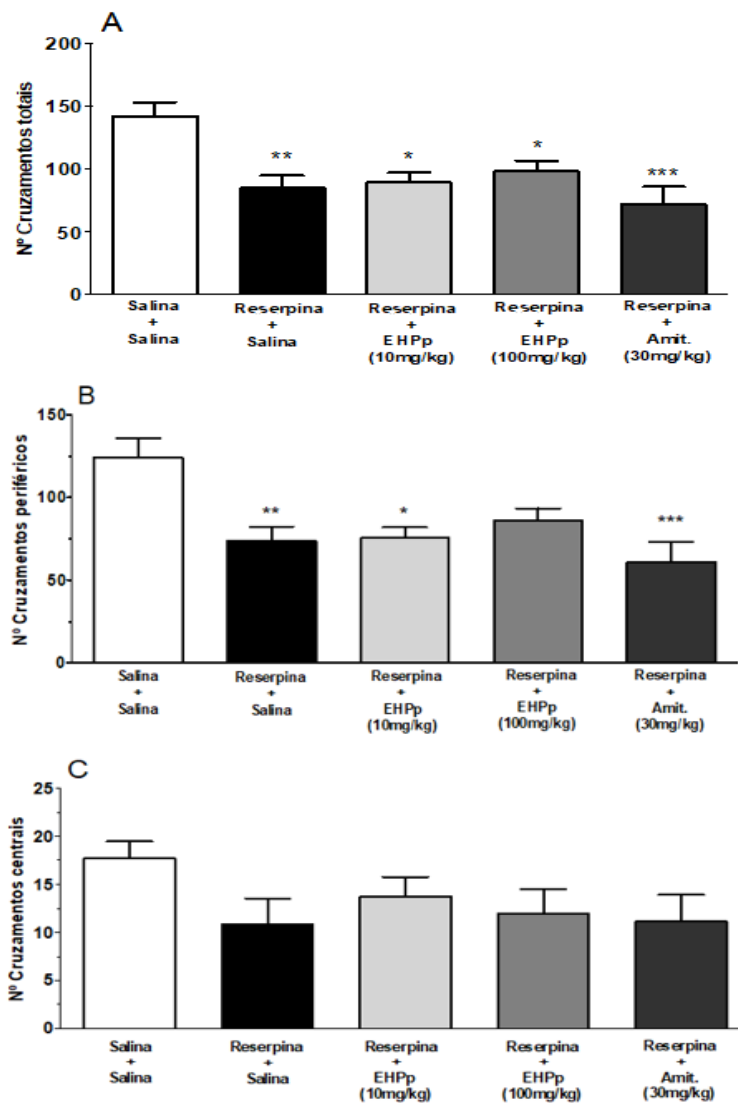 A
Nº Cruzamentos totais
200
150
100
50
0
**
*
*
***
Salina
+
Salina
Reserpina
+
Salina
Reserpina
+
EHPp
(10mg/kg)
Reserpina
+
EHPp
(100mg/kg)
Reserpina
+
Amit.
(30mg/kg)
B
Nº Cruzamentos periféricos
150
100
50
0
**
*
***
Salina
+
Salina
Reserpina
+
Salina
Reserpina
+
EHPp
(10mg/kg)
Reserpina
+
EHPp
(100mg/kg)
Reserpina
+
Amit.
(30mg/kg)
C
Nº Cruzamentos centrais
25
20
15
10
5
0
Salina
+
Salina
Reserpina
+
Salina
Reserpina
+
EHPp
(10mg/kg)
Reserpina
+
EHPp
(100mg/kg)
Reserpina
+
Amit.
(30mg/kg)